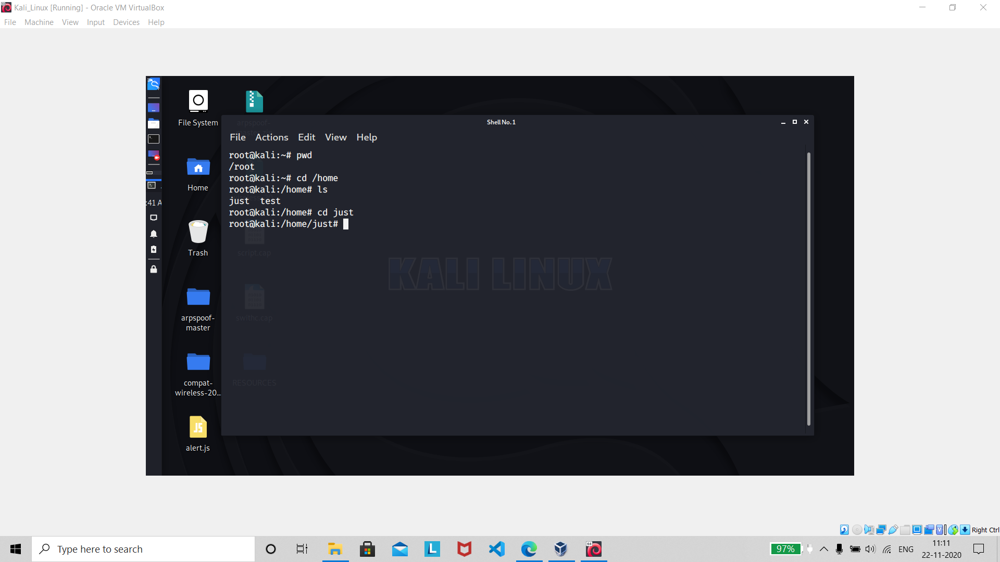 Kali_Linux [Running] - Oracle VM VirtualBox
File Machine View Input Devices Help
File System
arpspoof-
Home
Trash
arpspoof-
master
compat-
wireless-20...
alert.js
:41 A
script.cap
swithc.cap
RESOURCES
Shell No. 1
File Actions Edit View Help
root@kali:~# pwd
/root
root@kali:~# cd /home
root@kali:/home# ls
just  test
root@kali:/home# cd just
root@kali:/home/just#
KALI LINUX
Right Ctrl
Type here to search
97%
ENG
11:11
22-11-2020